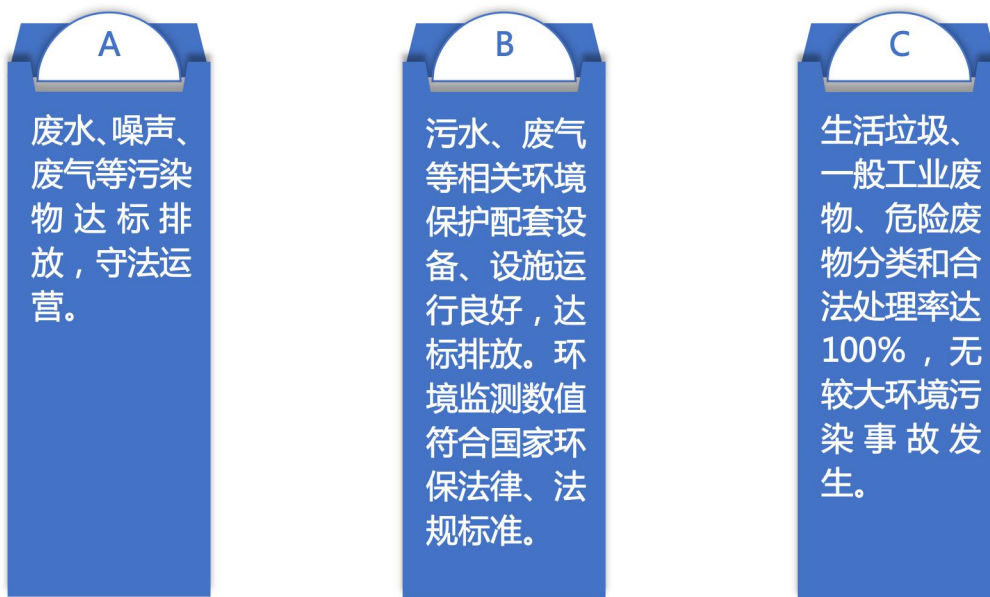 A
废水、噪声、
废气等污染
物达标排
放，守法运
营。
B
污水、废气
等相关环境
保护配套设
备、设施运
行良好，达
标排放。环
境监测数值
符合国家环
保法律、法
规标准。
C
生活垃圾、
一般工业废
物、危险废
物分类和合
法处理率达
100%，无
较大环境污
染事故发
生。